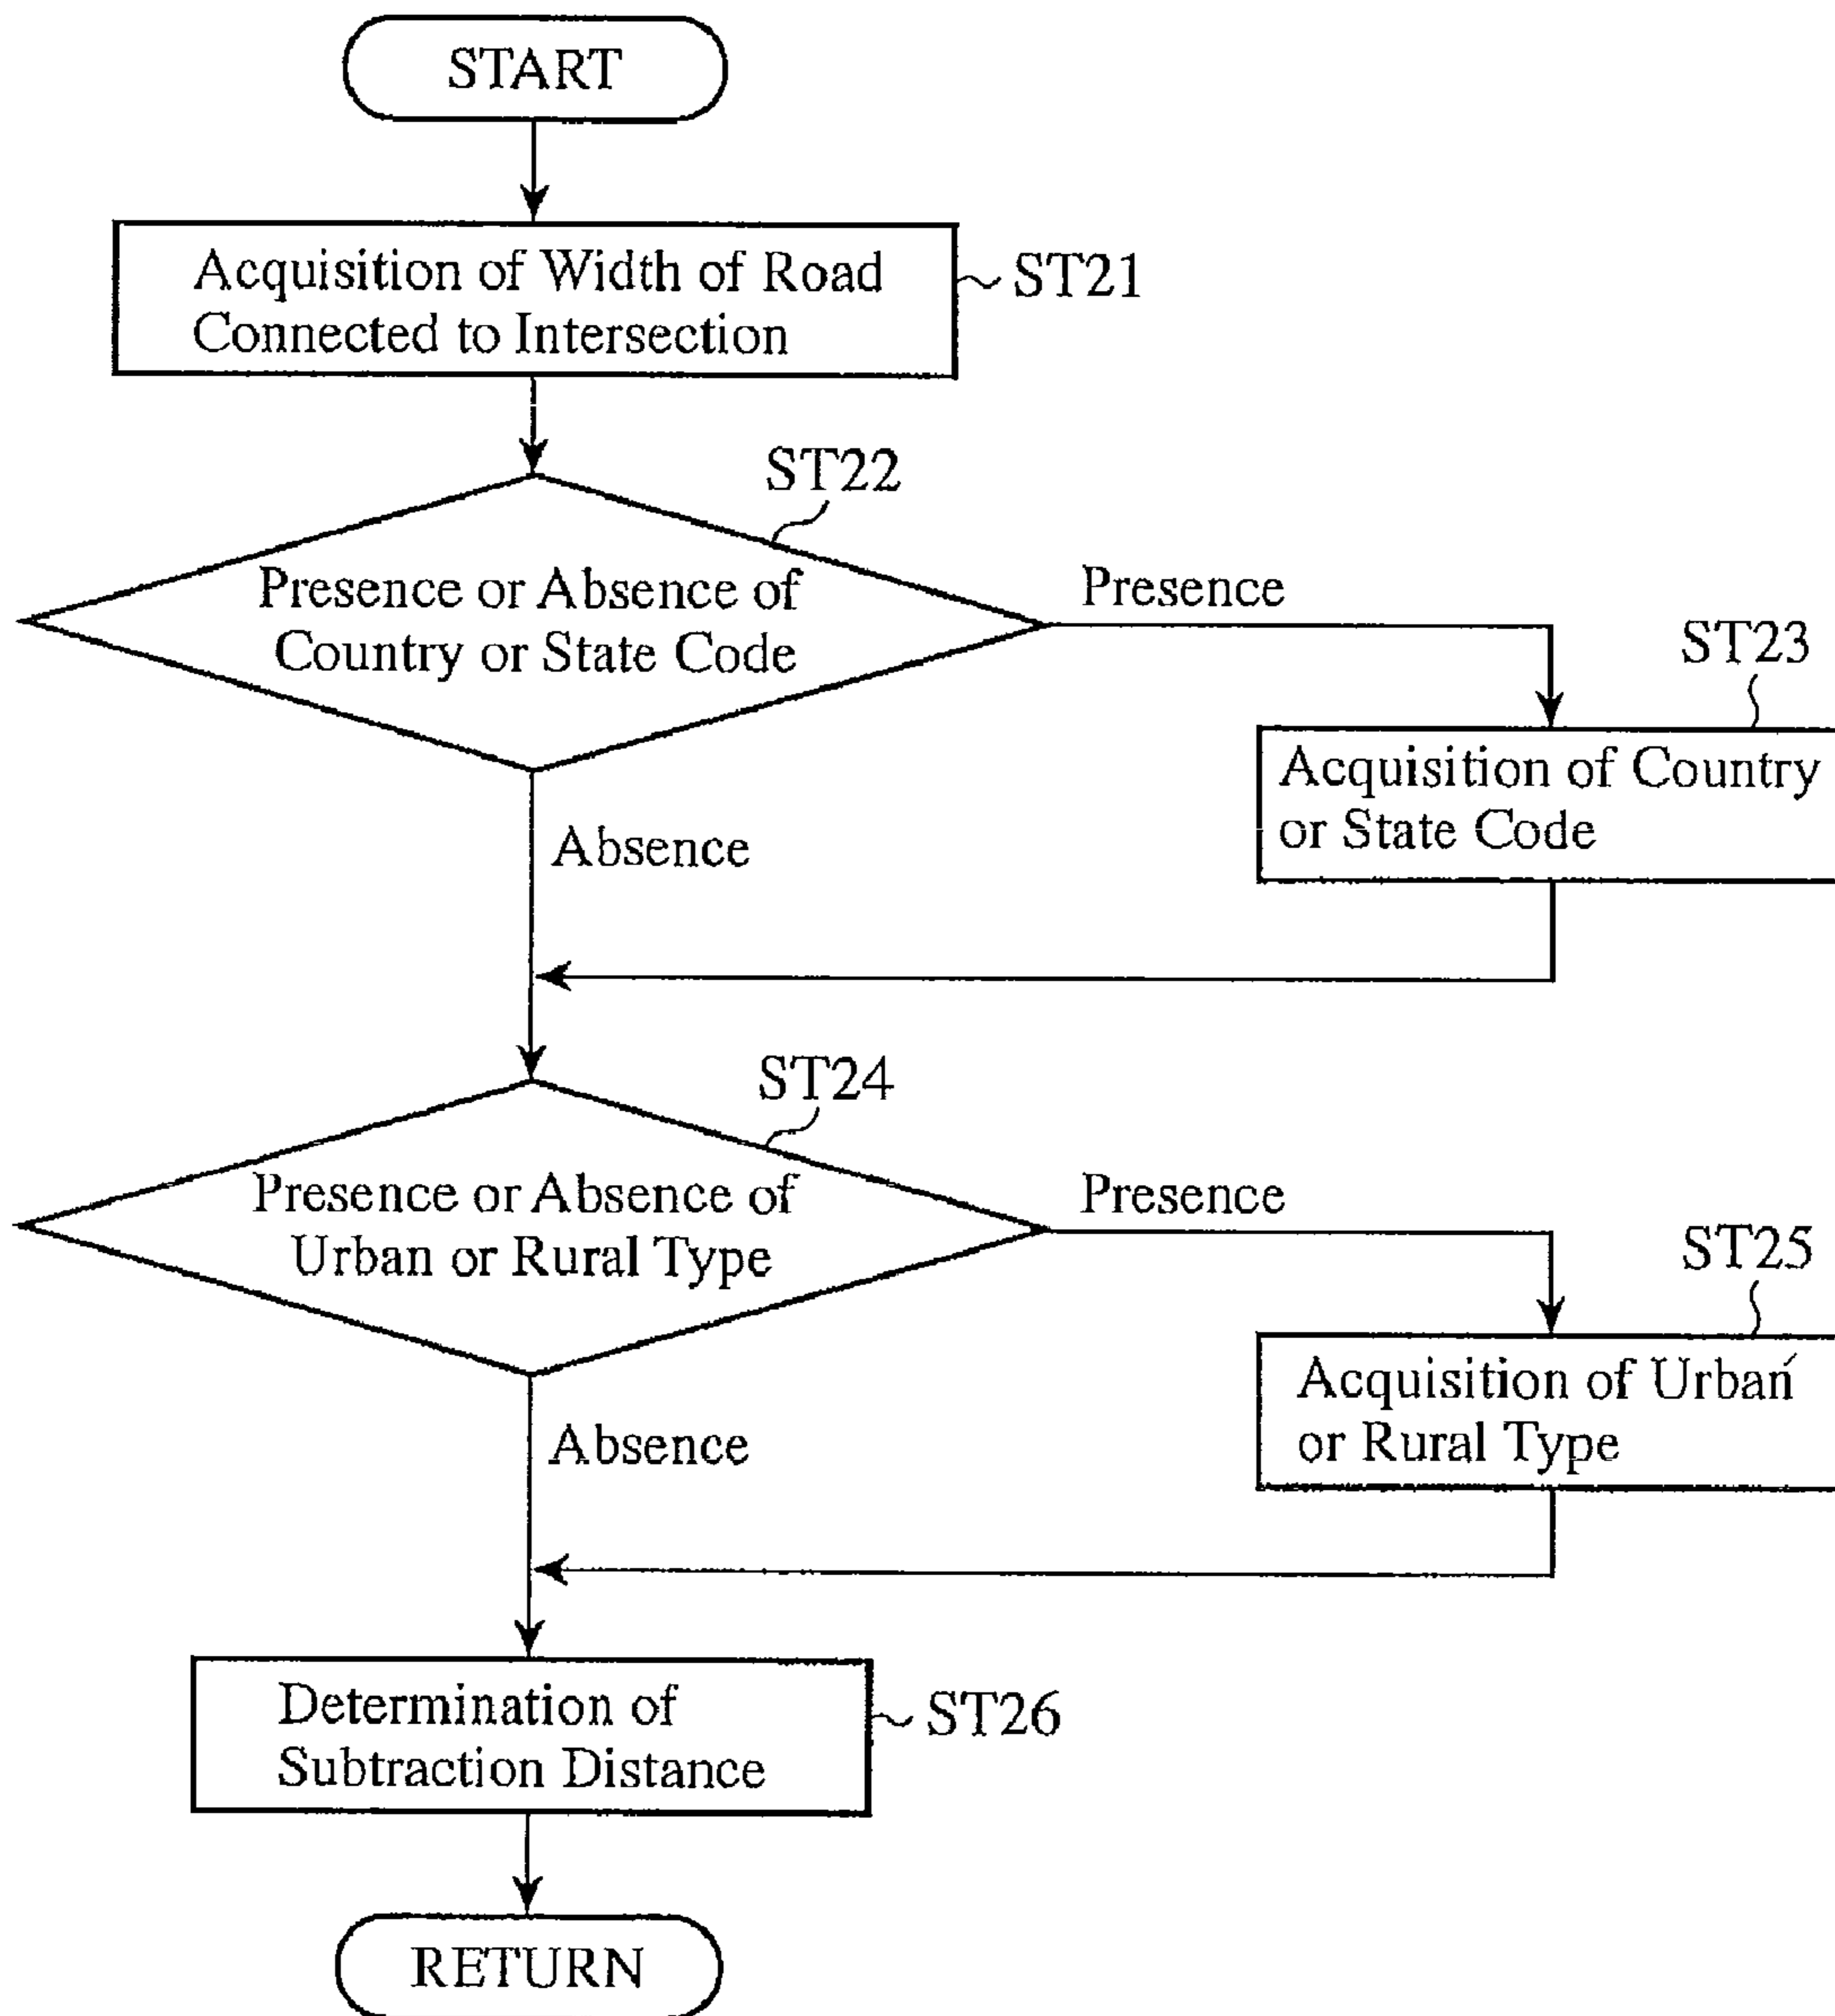 START
Acquisition of Width of Road
Connected to Intersection
ST21
ST22
Presence or Absence of
Country or State Code
Presence
ST23
Acquisition of Country
or State Code
Absence
ST24
Presence or Absence of
Urban or Rural Type
Presence
ST25
Acquisition of Urban
or Rural Type
Absence
Determination of
Subtraction Distance
ST26
RETURN